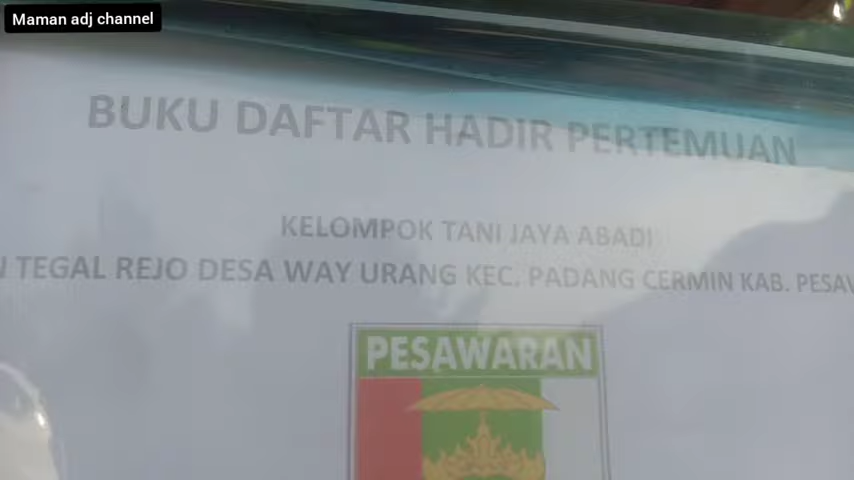 Maman adj channel
BUKU DAFTAR HADIR PERTEMUAN
KELOMPOK TANI JAYA ABADI
TEGAL REJO DESA WAY URANG KEC. PADANG CERMIN KAB.
PESAWARAN